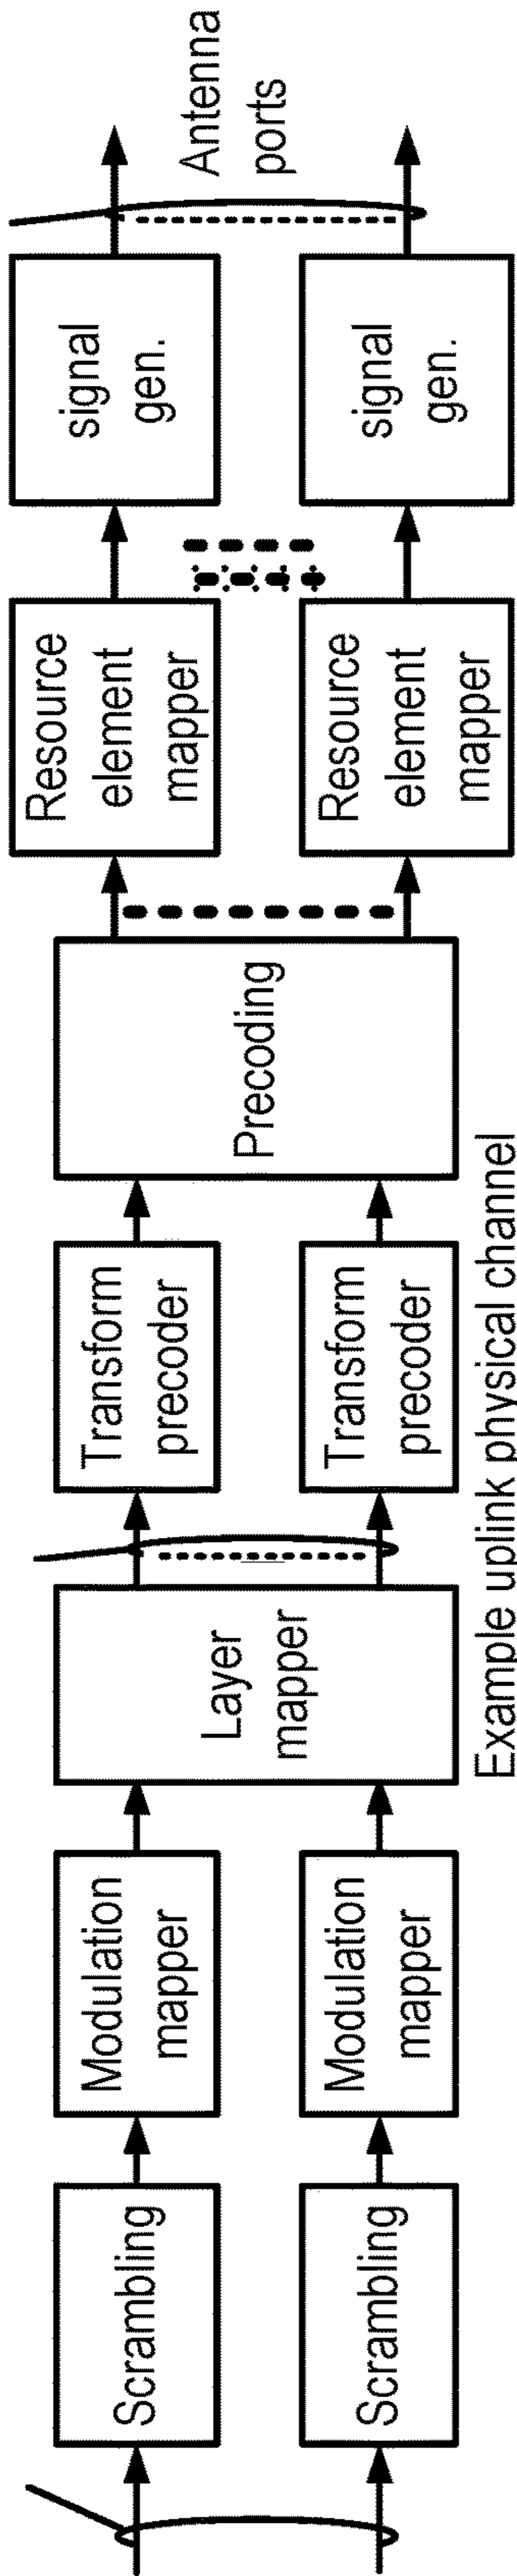 Scrambling
Modulation
mapper
Layer
mapper
Transform
precoder
Precoding
Resource
element
mapper
signal
gen.
Antenna
ports
Scrambling
Modulation
mapper
Transform
precoder
Resource
element
mapper
signal
gen.
Example uplink physical channel